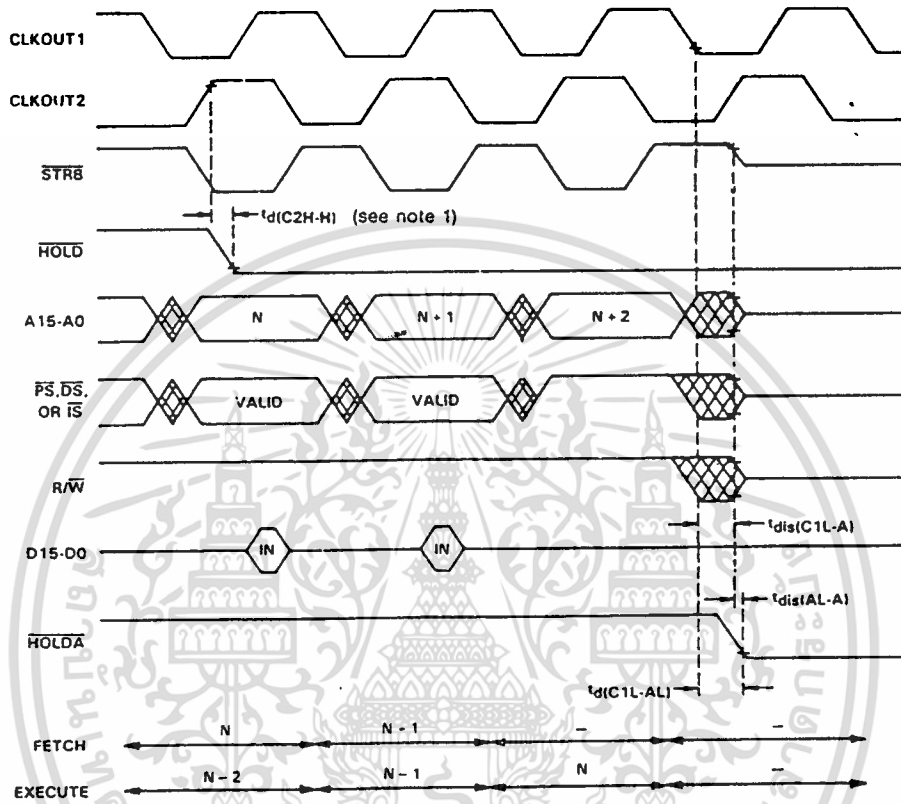 CLKOUT1
CLKOUT2
STRB
td(C2H-H) (see note 1)
HOLD
A15-A0 N N + 1 N + 2
PS, DS, OR IS VALID VALID
R/W
tdis(C1L-A)
D15-D0 IN IN
tdis(AL-A)
HOLDA
td(C1L-AL)
FETCH N N - 1 – –
EXECUTE N-2 N-1 N –